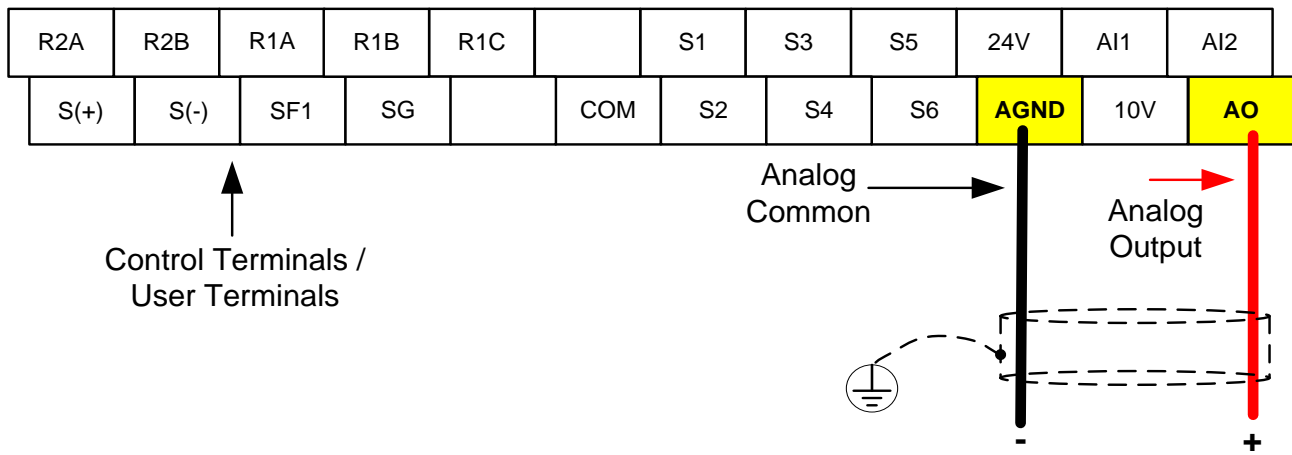 R2A R2B R1A R1B R1C S1 S3 S5 24V AI1 AI2
S(+) S(-) SF1 SG COM S2 S4 S6 AGND 10V AO
Control Terminals /
User Terminals
Analog
Common
Analog
Output
- +